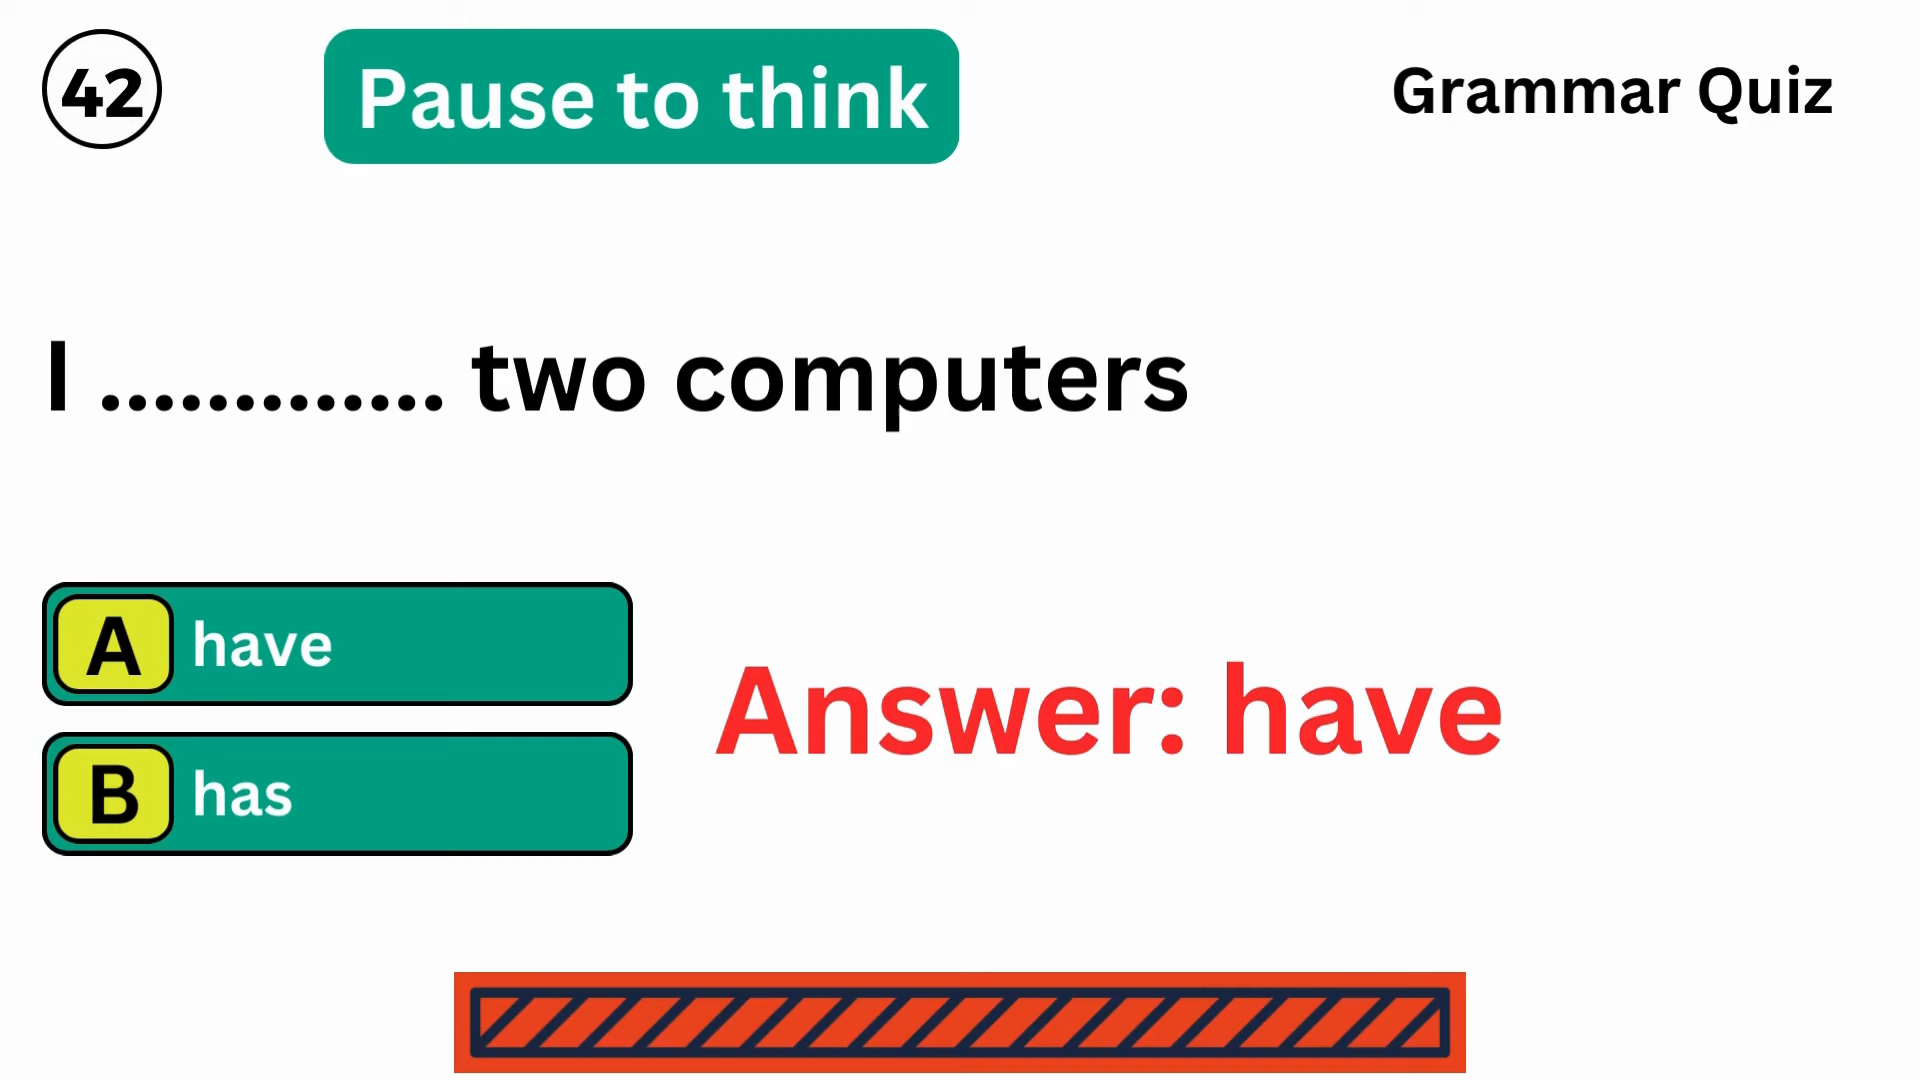 42
Pause to think
Grammar Quiz
I ............. two computers
A have
B has
Answer: have